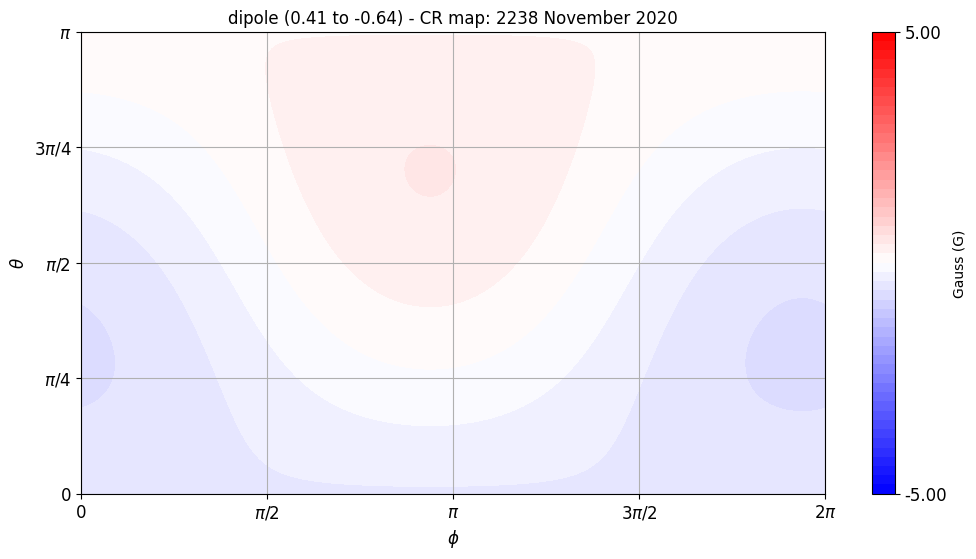 dipole (0.41 to -0.64) - CR map: 2238 November 2020
π
3π/4
π/2
π/4
0
θ
0
π/2
π
3π/2
2π
ϕ
5.00
-5.00
Gauss (G)